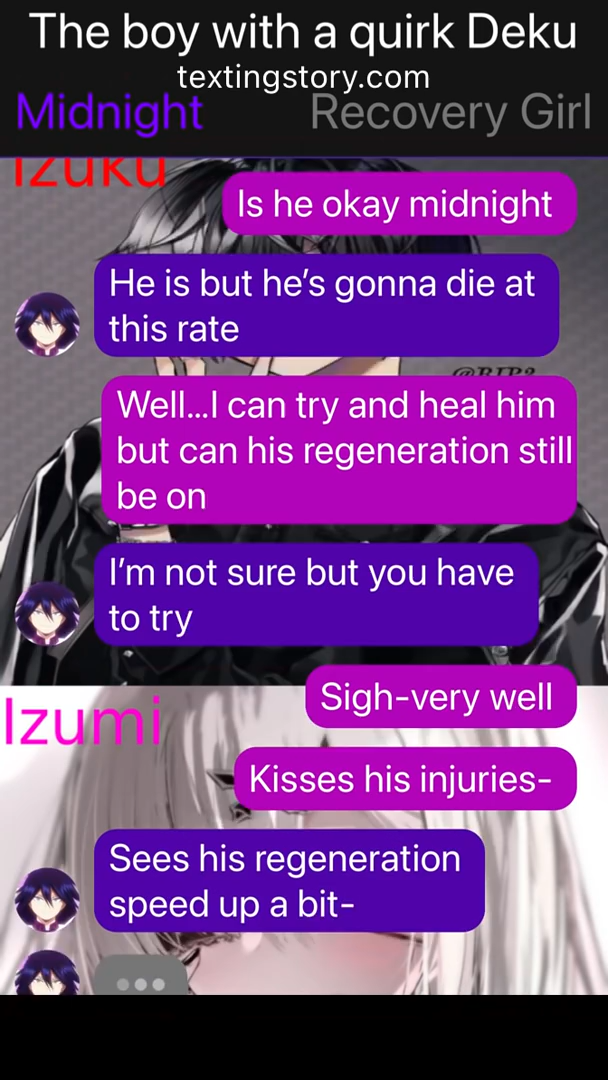 The boy with a quirk Deku
textingstory.com
Midnight
Recovery Girl
Izuku
Is he okay midnight
He is but he's gonna die at
this rate
Well...I can try and heal him
but can his regeneration still
be on
I'm not sure but you have
to try
Sigh-very well
Izumi
Kisses his injuries-
Sees his regeneration
speed up a bit-